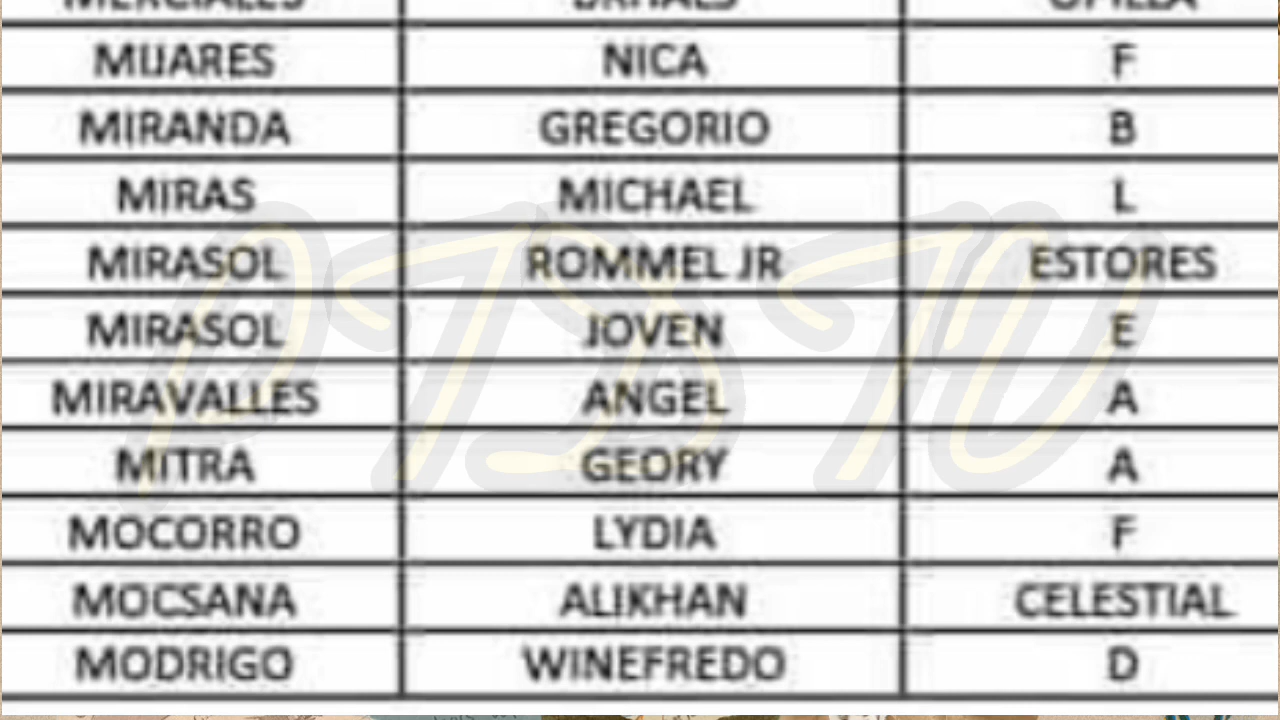 MIJARES NICA F
MIRANDA GREGORIO B
MIRAS MICHAEL L
MIRASOL ROMMEL JR ESTORES
MIRASOL JOVEN E
MIRAVALLES ANGEL A
MITRA GEORY A
MOCORRO LYDIA F
MOCSANA ALIKHAN CELESTIAL
MODRIGO WINEFREDO D